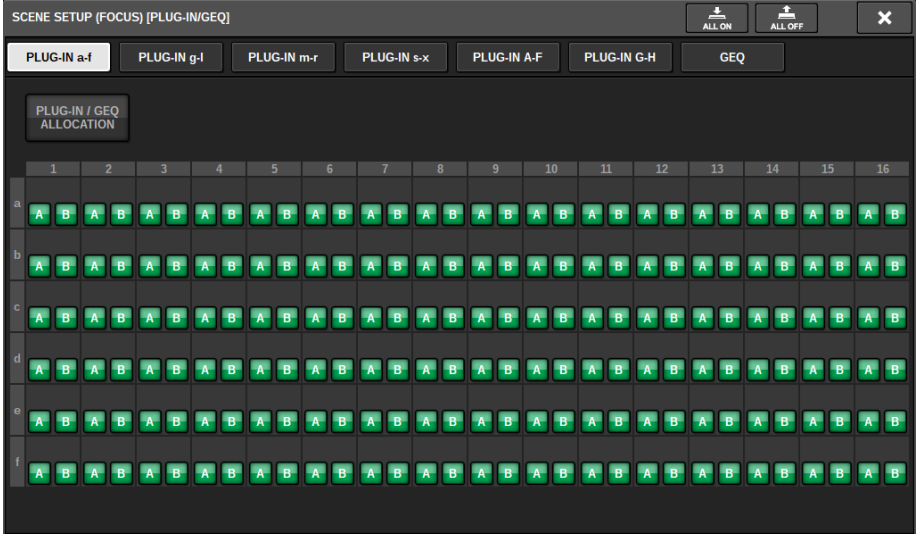 SCENE SETUP (FOCUS) [PLUG-IN/GEQ]
ALL ON
ALL OFF
PLUG-IN a-f
PLUG-IN g-l
PLUG-IN m-r
PLUG-IN s-x
PLUG-IN A-F
PLUG-IN G-H
GEQ
PLUG-IN / GEQ
ALLOCATION
1 2 3 4 5 6 7 8 9 10 11 12 13 14 15 16
a
A B A B A B A B A B A B A B A B A B A B A B A B A B A B A B A B
b
A B A B A B A B A B A B A B A B A B A B A B A B A B A B A B A B
c
A B A B A B A B A B A B A B A B A B A B A B A B A B A B A B A B
d
A B A B A B A B A B A B A B A B A B A B A B A B A B A B A B A B
e
A B A B A B A B A B A B A B A B A B A B A B A B A B A B A B A B
f
A B A B A B A B A B A B A B A B A B A B A B A B A B A B A B A B